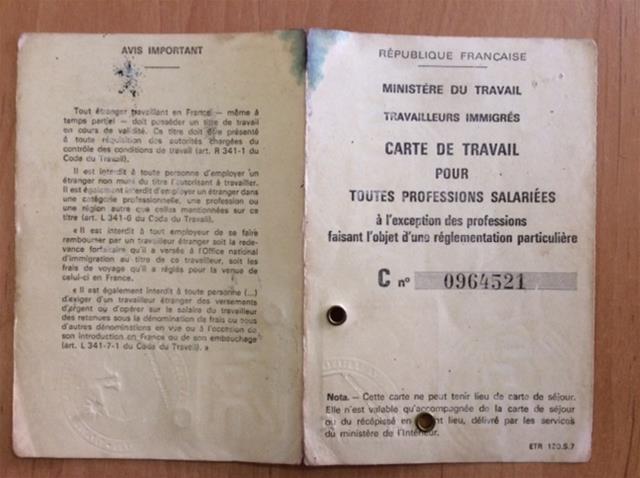 AVIS IMPORTANT
Tout étranger travaillant en France — même à
temps partiel — doit posséder un titre de travail
en cours de validité. Ce titre doit être présenté
à toute réquisition des autorités chargées du
contrôle des conditions de travail (art. R 341-1 du
Code du Travail).
Il est interdit à toute personne d'employer un
étranger non muni du titre l'autorisant à travailler.
Il est également interdit d'employer un étranger dans
une catégorie professionnelle, une profession ou
une région autre que celles mentionnées sur ce
titre (art. L 341-6 du Code du Travail).
« Il est interdit à tout employeur de se faire
rembourser par un travailleur étranger soit la rede-
vance forfaitaire qu'il a versée à l'Office national
d'immigration au titre de ce travailleur, soit les
frais de voyage qu'il a réglés pour la venue de
celui-ci en France.
« Il est également interdit à toute personne (...)
d'exiger d'un travailleur étranger des versements
d'argent ou d'opérer sur le salaire du travailleur
des retenues sous la dénomination de frais ou sous
d'autres dénominations en vue ou à l'occasion de
son introduction en France ou de son embauchage
(art. L 341-7-1 du Code du Travail). »
RÉPUBLIQUE FRANÇAISE
MINISTÉRE DU TRAVAIL
TRAVAILLEURS IMMIGRÉS
CARTE DE TRAVAIL
POUR
TOUTES PROFESSIONS SALARIÉES
à l'exception des professions
faisant l'objet d'une réglementation particulière
C nº 0964521
Nota. — Cette carte ne peut tenir lieu de carte de séjour.
Elle n'est valable qu'accompagnée de la carte de séjour
ou du récépissé en lieu, délivré par les services
du ministère de l'Intérieur.
ETR 120.S.7